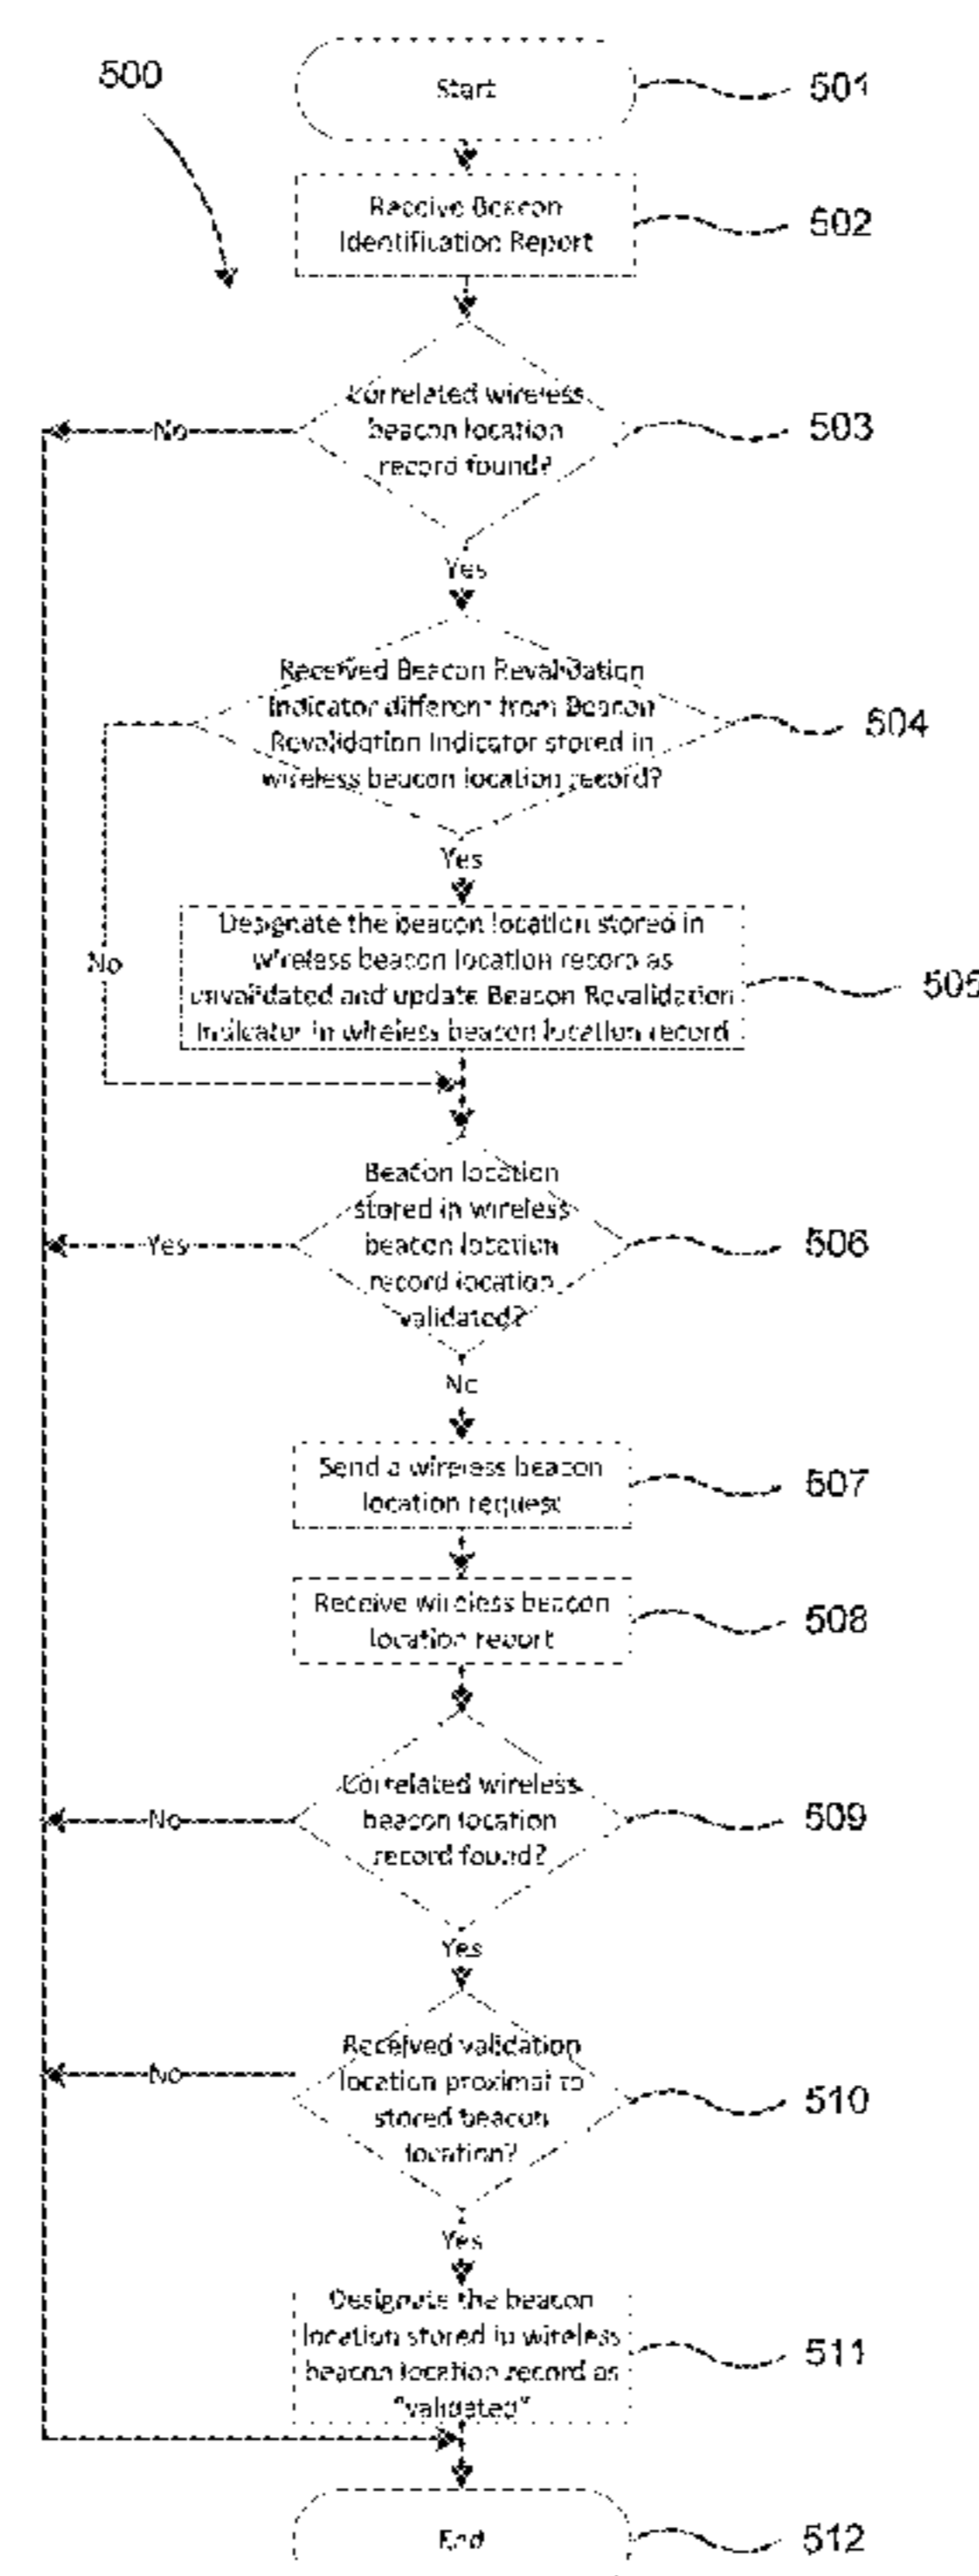 500
Start
501
Receive Beacon
Identification Report
502
Correlated wireless
beacon location
record found?
503
No
Yes
Received Beacon Revalidation
Indicator different from Beacon
Revalidation Indicator stored in
wireless beacon location record?
504
No
Yes
Designate the beacon location stored in
wireless beacon location record as
unvalidated and update Beacon Revalidation
Indicator in wireless beacon location record
505
Beacon location
stored in wireless
beacon location
record location
validated?
506
Yes
No
Send a wireless beacon
location request
507
Receive wireless beacon
location report
508
Correlated wireless
beacon location
record found?
509
No
Yes
Received validation
location proximal to
stored beacon
location?
510
No
Yes
Designate the beacon
location stored in wireless
beacon location record as
"validated"
511
End
512